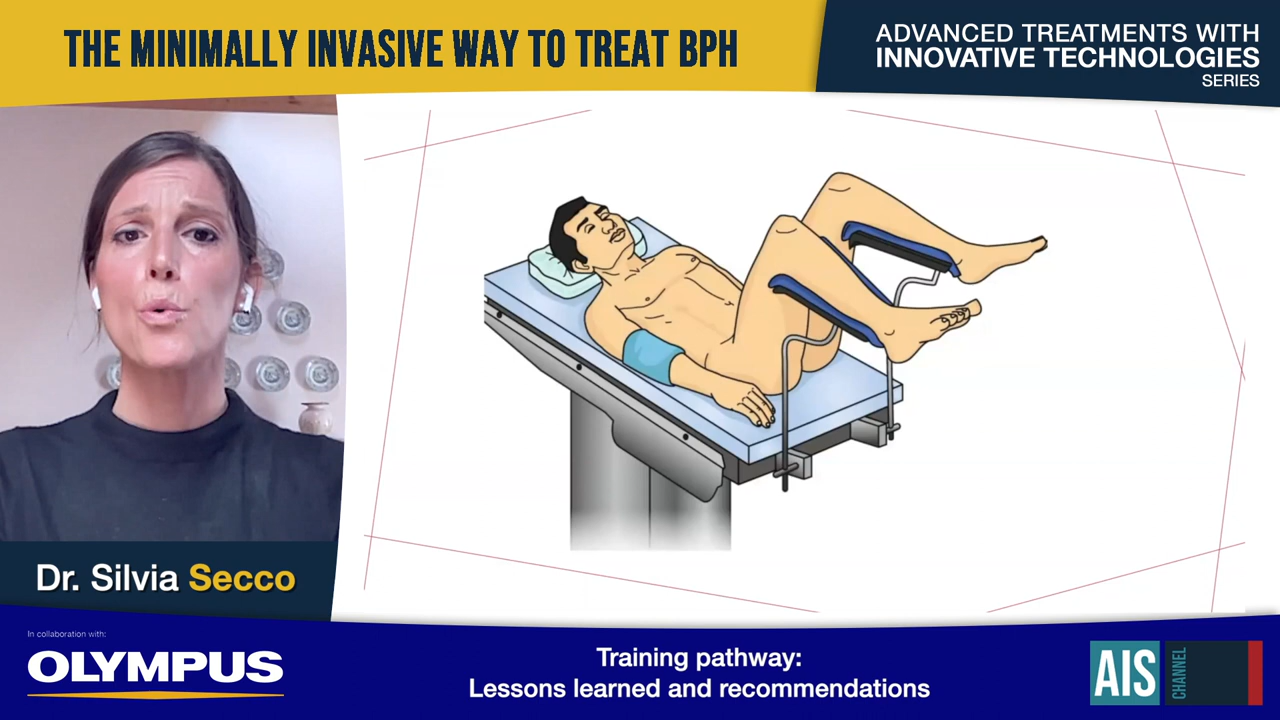 THE MINIMALLY INVASIVE WAY TO TREAT BPH
ADVANCED TREATMENTS WITH
INNOVATIVE TECHNOLOGIES
SERIES
Dr. Silvia Secco
In collaboration with:
OLYMPUS
Training pathway:
Lessons learned and recommendations
AIS
CHANNEL